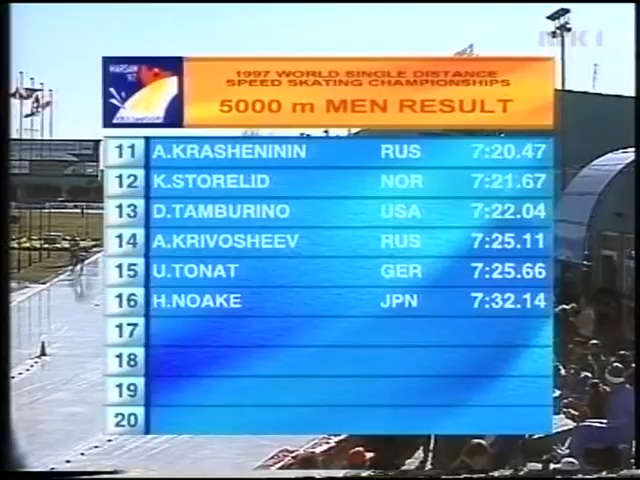 NRK 1
1997 WORLD SINGLE DISTANCE
SPEED SKATING CHAMPIONSHIPS
5000 m MEN RESULT
11 A.KRASHENININ RUS 7:20.47
12 K.STORELID NOR 7:21.67
13 D.TAMBURINO USA 7:22.04
14 A.KRIVOSHEEV RUS 7:25.11
15 U.TONAT GER 7:25.66
16 H.NOAKE JPN 7:32.14
17
18
19
20